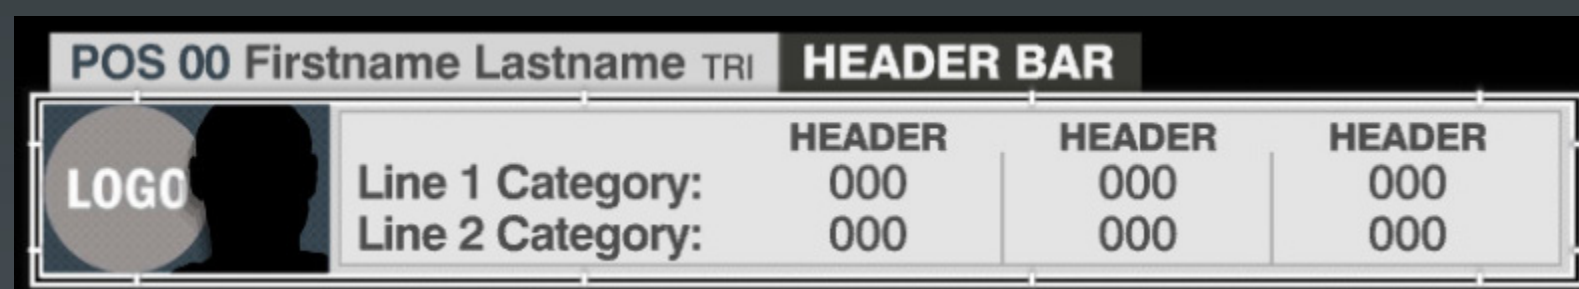 POS 00 Firstname Lastname TRI HEADER BAR
LOGO
HEADER HEADER HEADER
Line 1 Category: 000 000 000
Line 2 Category: 000 000 000